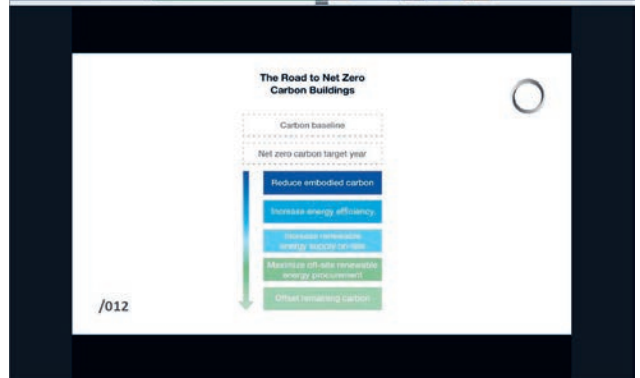 The Road to Net Zero
Carbon Buildings
Carbon baseline
Net zero carbon target year
Reduce embodied carbon
Increase energy efficiency
Increase renewable
energy supply on-site
Maximize off-site renewable
energy procurement
Offset remaining carbon
/012